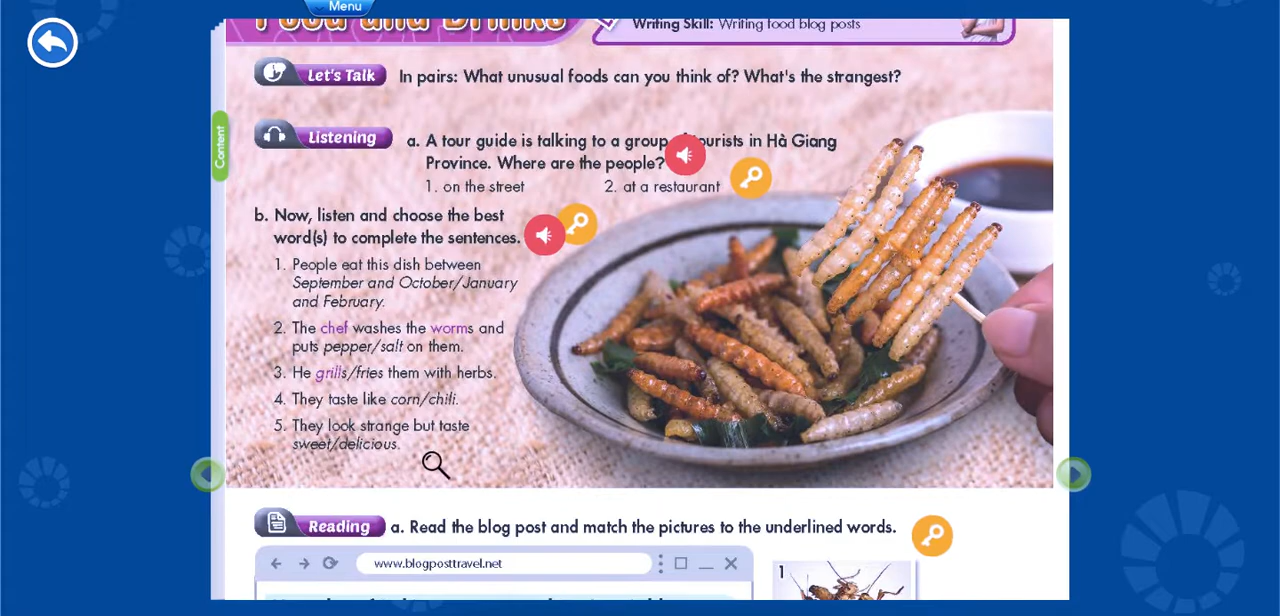 Menu
Food and Drinks
Writing Skill: Writing food blog posts
Let's Talk
In pairs: What unusual foods can you think of? What's the strangest?
Content
Listening
a. A tour guide is talking to a group tourists in Hà Giang
Province. Where are the people?
1. on the street
2. at a restaurant
b. Now, listen and choose the best
word(s) to complete the sentences.
1. People eat this dish between
September and October/January
and February.
2. The chef washes the worms and
puts pepper/salt on them.
3. He grills/fries them with herbs.
4. They taste like corn/chili.
5. They look strange but taste
sweet/delicious.
Reading
a. Read the blog post and match the pictures to the underlined words.
www.blogposttravel.net
1